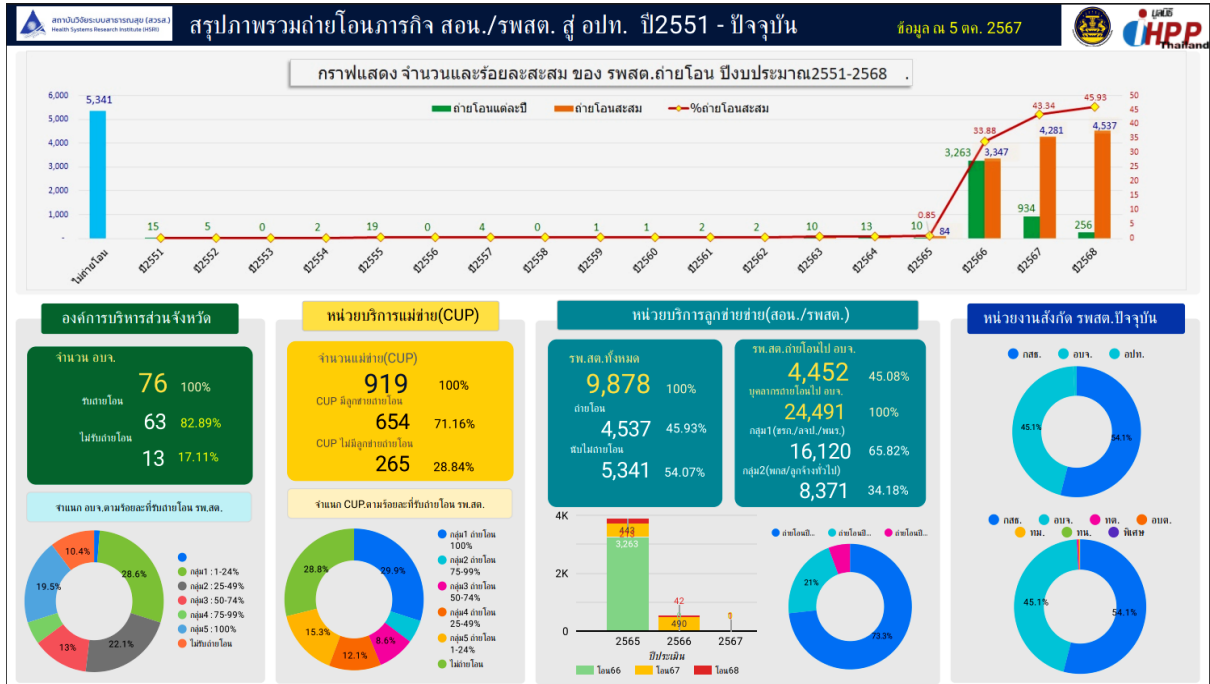 สถาบันวิจัยระบบสาธารณสุข (สวรส.)
Health Systems Research Institute (HSRI)
สรุปภาพรวมถ่ายโอนภารกิจ สอน./รพสต. สู่ อปท. ปี2551 - ปัจจุบัน
ข้อมูล ณ 5 ตค. 2567
มูลนิธิ
iHPP
Thailand
กราฟแสดง จำนวนและร้อยละสะสม ของ รพสต.ถ่ายโอน ปีงบประมาณ2551-2568 .
ถ่ายโอนแต่ละปี ถ่ายโอนสะสม %ถ่ายโอนสะสม
6,000
5,000
4,000
3,000
2,000
1,000
-
50
45
40
35
30
25
20
15
10
5
0
5,341
15 5 0 2 19 0 4 0 1 1 2 2 10 13 10
0.85
84
3,263 3,347
33.88
934
4,281
43.34
256
4,537
45.93
ไม่ถ่ายโอน ปี2551 ปี2552 ปี2553 ปี2554 ปี2555 ปี2556 ปี2557 ปี2558 ปี2559 ปี2560 ปี2561 ปี2562 ปี2563 ปี2564 ปี2565 ปี2566 ปี2567 ปี2568
องค์การบริหารส่วนจังหวัด
จำนวน อบจ.
76 100%
รับถ่ายโอน
63 82.89%
ไม่รับถ่ายโอน
13 17.11%
จำแนก อบจ.ตามร้อยละที่รับถ่ายโอน รพ.สต.
28.6%
22.1%
13%
19.5%
10.4%
กลุ่ม1 : 1-24%
กลุ่ม2 : 25-49%
กลุ่ม3 : 50-74%
กลุ่ม4 : 75-99%
กลุ่ม5 : 100%
ไม่รับถ่ายโอน
หน่วยบริการแม่ข่าย(CUP)
จำนวนแม่ข่าย(CUP)
919 100%
CUP มีลูกข่ายถ่ายโอน
654 71.16%
CUP ไม่มีลูกข่ายถ่ายโอน
265 28.84%
จำแนก CUP.ตามร้อยละที่รับถ่ายโอน รพ.สต.
29.9%
8.6%
12.1%
15.3%
28.8%
กลุ่ม1 ถ่ายโอน
100%
กลุ่ม2 ถ่ายโอน
75-99%
กลุ่ม3 ถ่ายโอน
50-74%
กลุ่ม4 ถ่ายโอน
25-49%
กลุ่ม5 ถ่ายโอน
1-24%
ไม่ถ่ายโอน
หน่วยบริการลูกข่ายข่าย(สอน./รพสต.)
รพ.สต.ทั้งหมด
9,878 100%
ถ่ายโอน
4,537 45.93%
ยังไม่ถ่ายโอน
5,341 54.07%
รพ.สต.ถ่ายโอนไป อบจ.
4,452 45.08%
บุคลากรถ่ายโอนไป อบจ.
24,491 100%
กลุ่ม1(ขรก./ลจป./พนร.)
16,120 65.82%
กลุ่ม2(พกส/ลูกจ้างทั่วไป)
8,371 34.18%
4K
2K
0
443
3,263
42
490
2565 2566 2567
ปีประเมิน
โอน66 โอน67 โอน68
ถ่ายโอนปี... ถ่ายโอนปี... ถ่ายโอนปี...
21%
73.3%
หน่วยงานสังกัด รพสต.ปัจจุบัน
กสธ. อบจ. อปท.
45.1%
54.1%
กสธ. อบจ. ทต. อบต.
ทม. ทน. พิเศษ
45.1%
54.1%